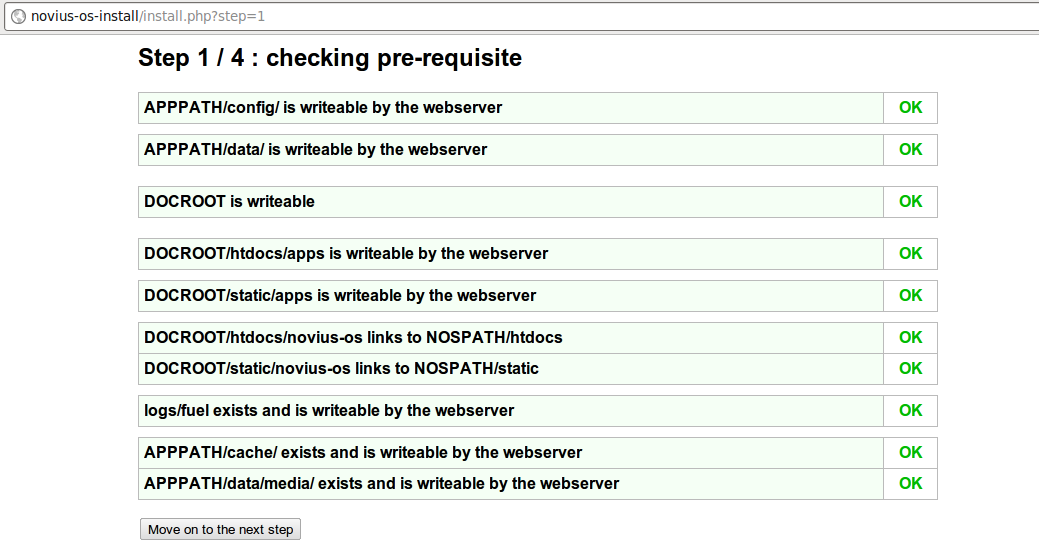 novius-os-install/install.php?step=1
Step 1 / 4 : checking pre-requisite
APPPATH/config/ is writeable by the webserver OK
APPPATH/data/ is writeable by the webserver OK
DOCROOT is writeable OK
DOCROOT/htdocs/apps is writeable by the webserver OK
DOCROOT/static/apps is writeable by the webserver OK
DOCROOT/htdocs/novius-os links to NOSPATH/htdocs OK
DOCROOT/static/novius-os links to NOSPATH/static OK
logs/fuel exists and is writeable by the webserver OK
APPPATH/cache/ exists and is writeable by the webserver OK
APPPATH/data/media/ exists and is writeable by the webserver OK
Move on to the next step